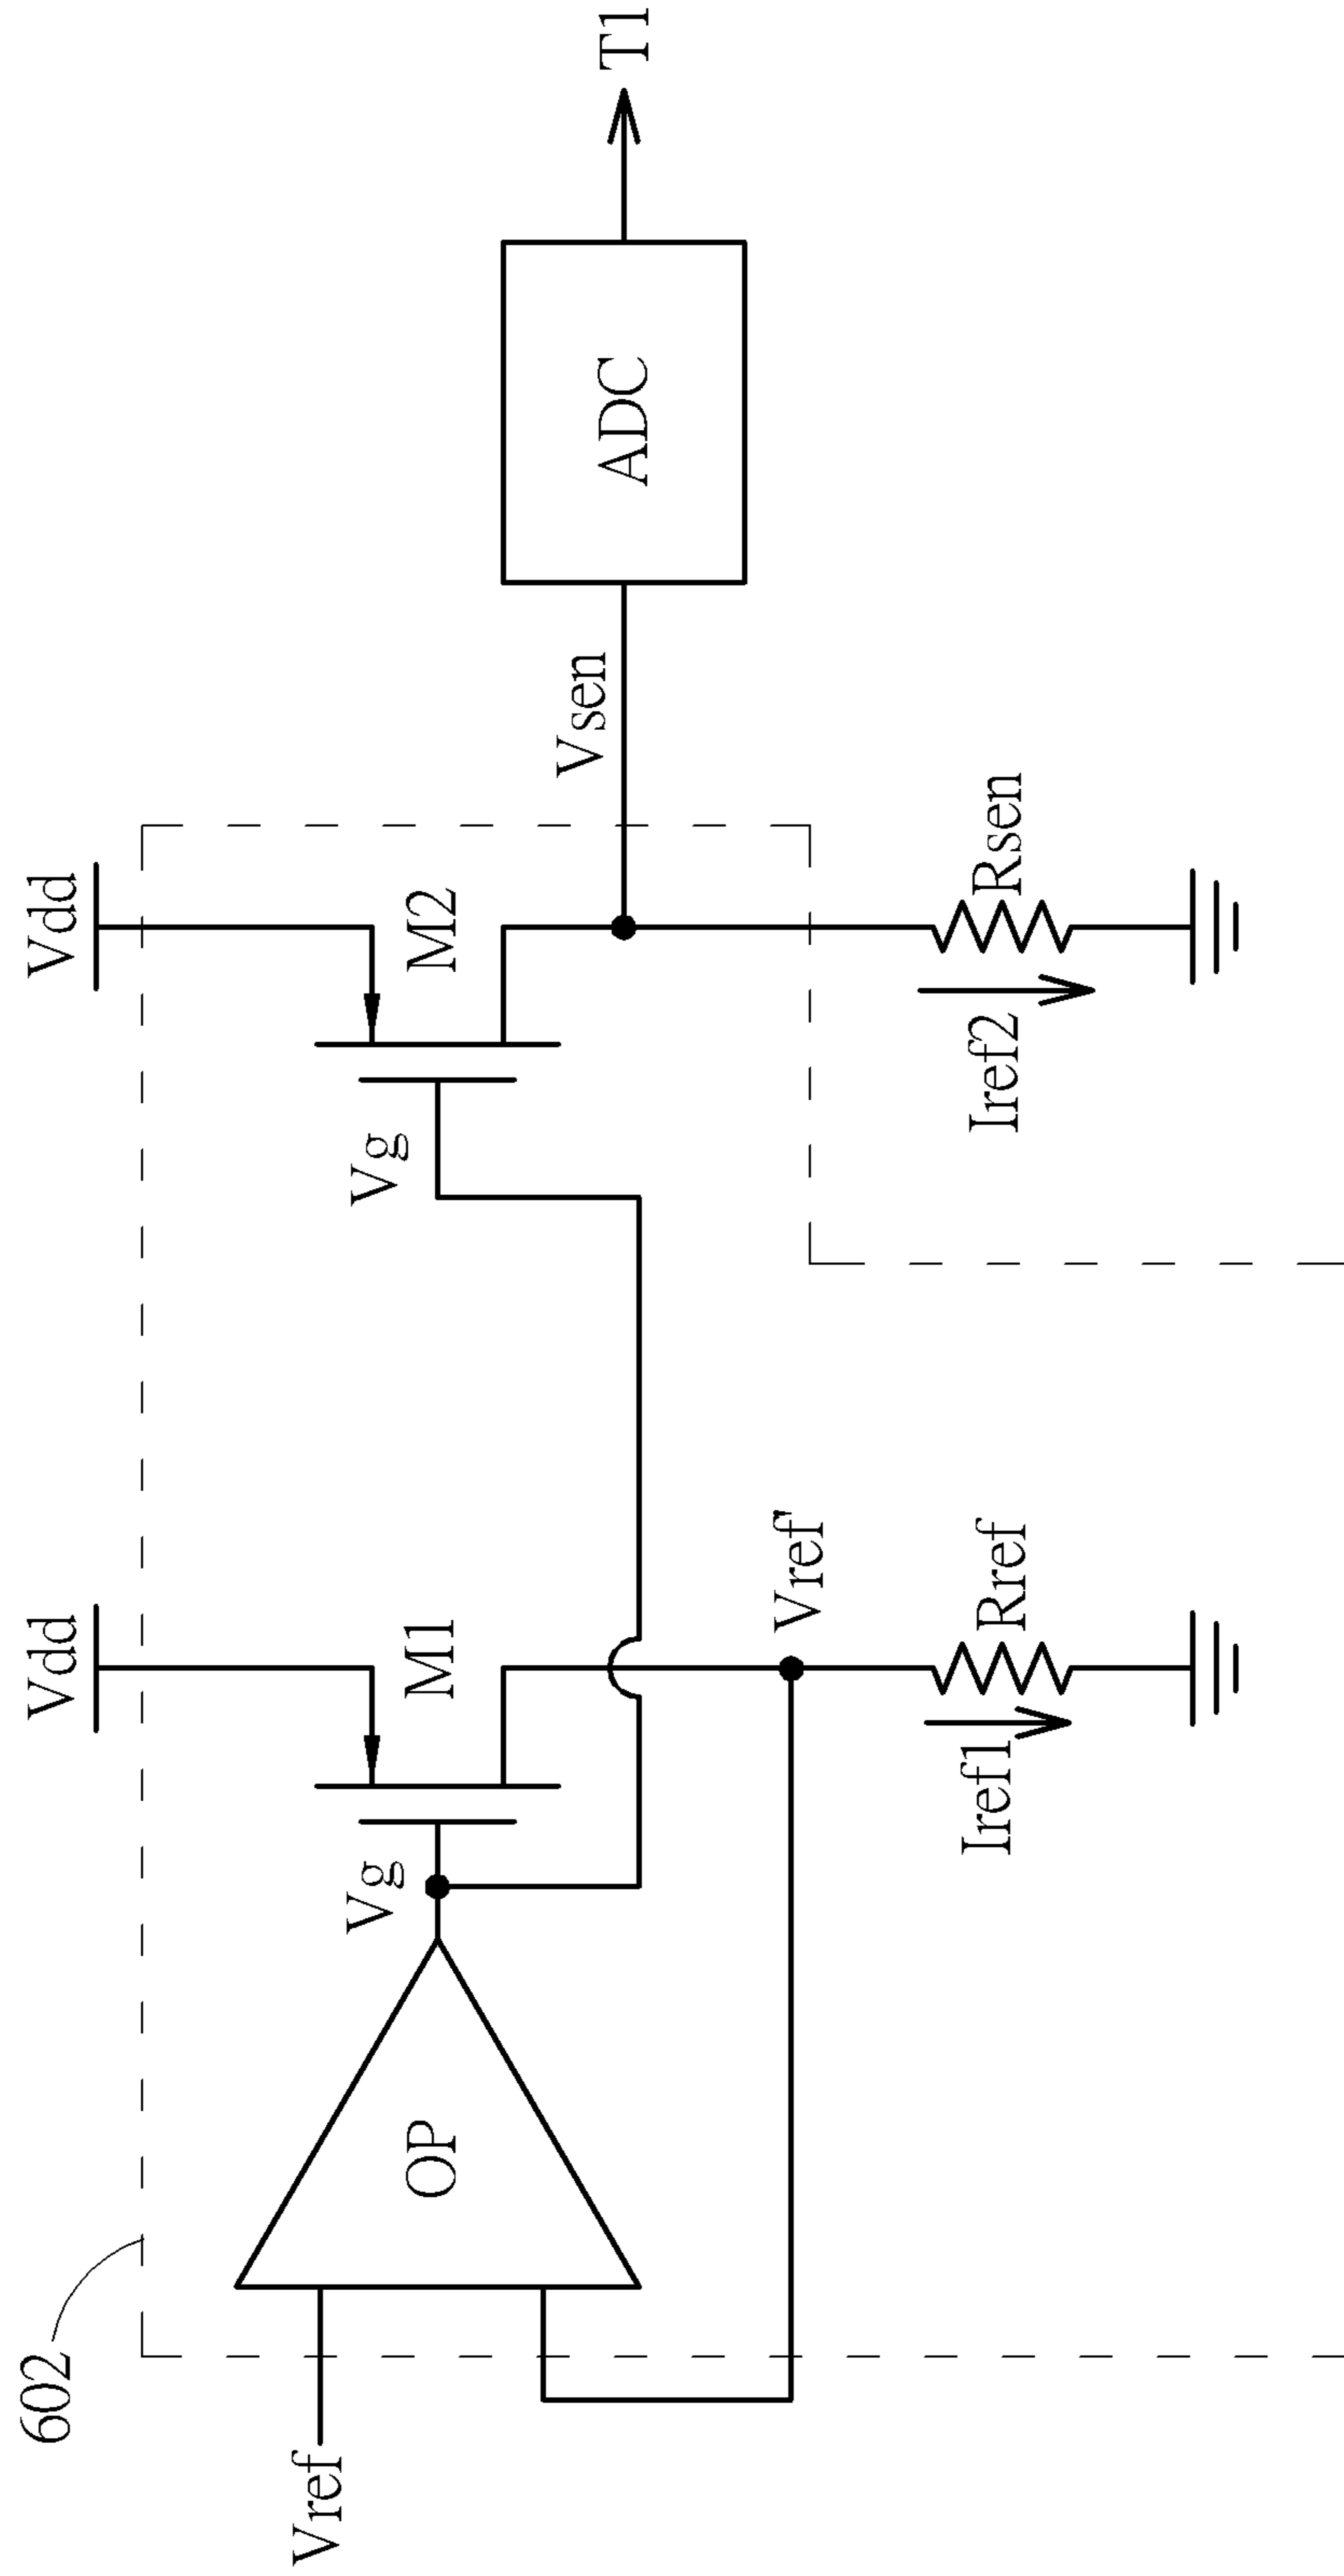 602
Vdd
Vdd
Vref
OP
Vg
M1
Vg
M2
Vsen
ADC
T1
Vref'
Iref1
Rref
Iref2
Rsen